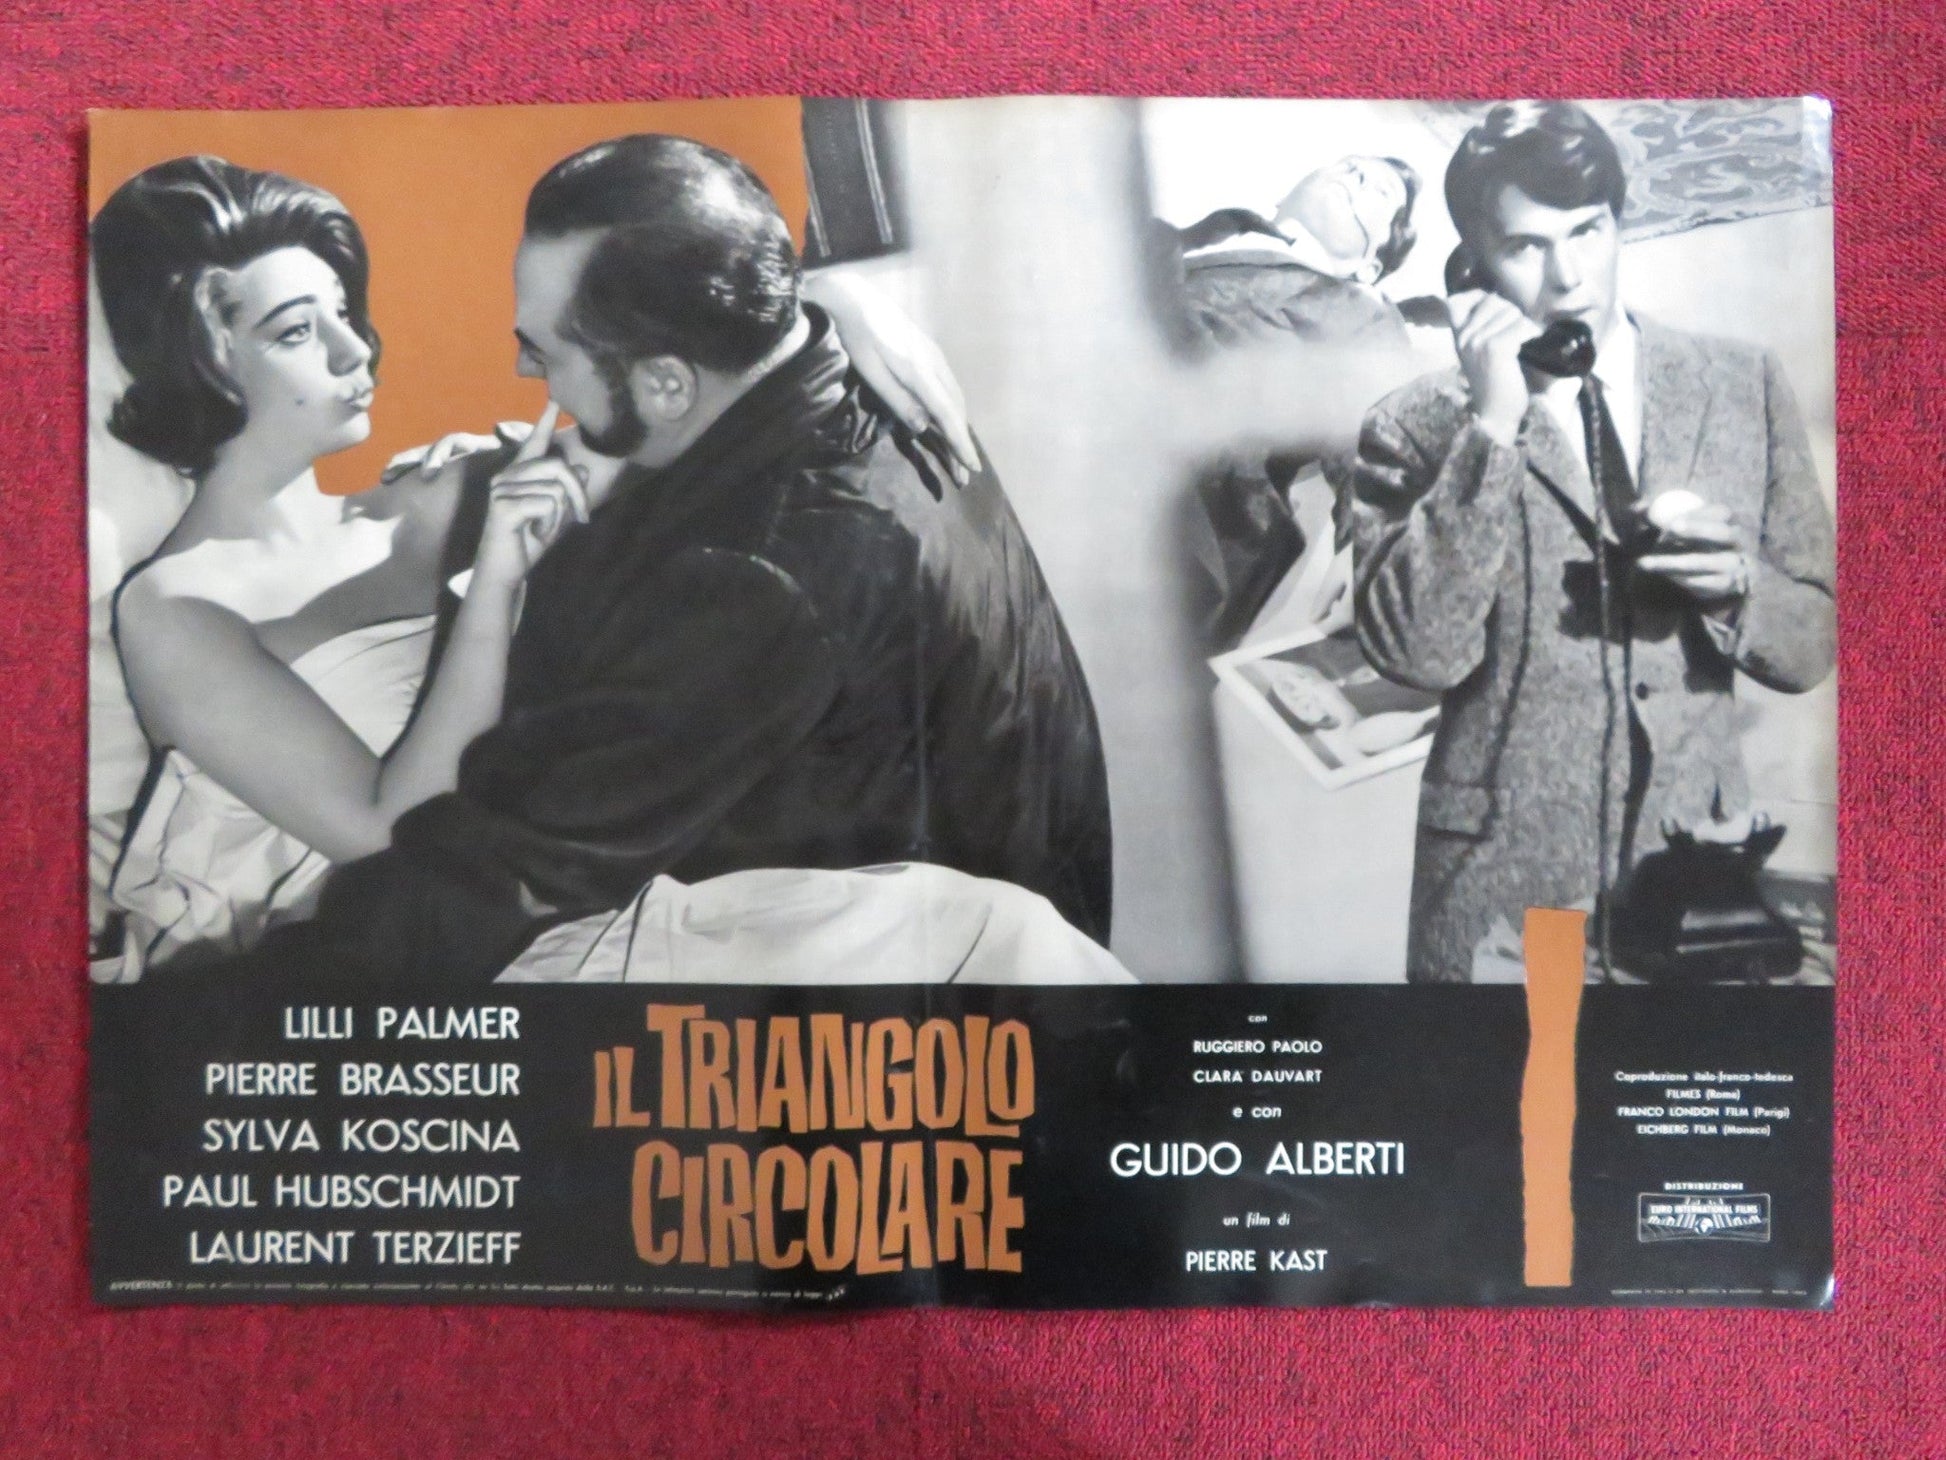 LILLI PALMER
PIERRE BRASSEUR
SYLVA KOSCINA
PAUL HUBSCHMIDT
LAURENT TERZIEFF
IL TRIANGOLO
CIRCOLARE
con
RUGGIERO PAOLO
CLARA DAUVART
e con
GUIDO ALBERTI
un film di
PIERRE KAST
Coproduzione italo-franco-tedesca
FILMES (Roma)
FRANCO LONDON FILM (Parigi)
EICHBERG FILM (Monaco)
DISTRIBUZIONE
EURO INTERNATIONAL FILMS
AVVERTENZA